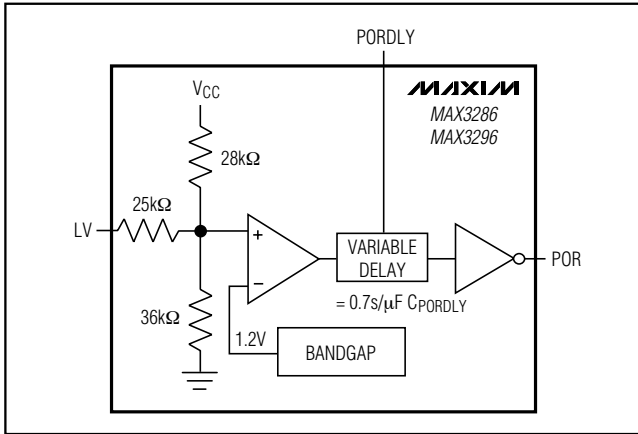 PORDLY
MAXIM
MAX3286
MAX3296
VCC
28kΩ
25kΩ
LV
+
−
VARIABLE
DELAY
POR
= 0.7s/μF CPORDLY
36kΩ
1.2V
BANDGAP